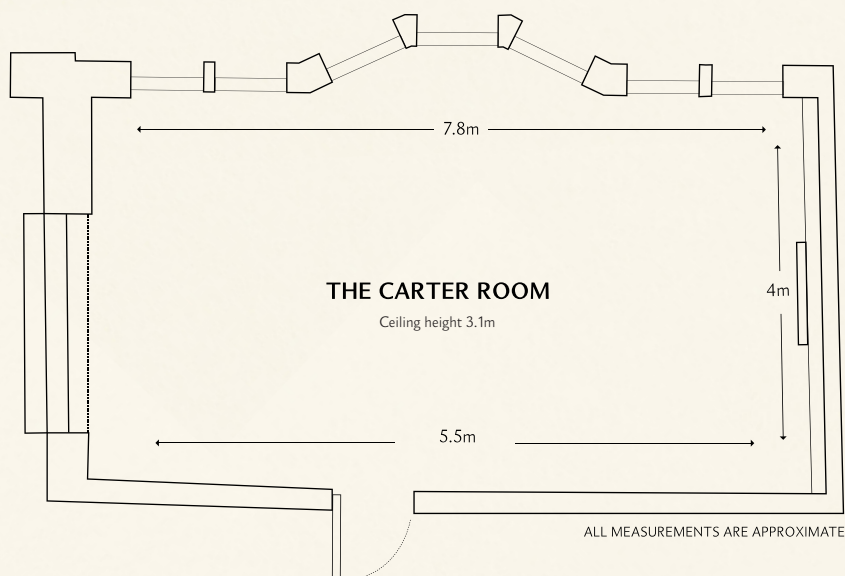 7.8m
THE CARTER ROOM
4m
Ceiling height 3.1m
5.5m
ALL MEASUREMENTS ARE APPROXIMATE